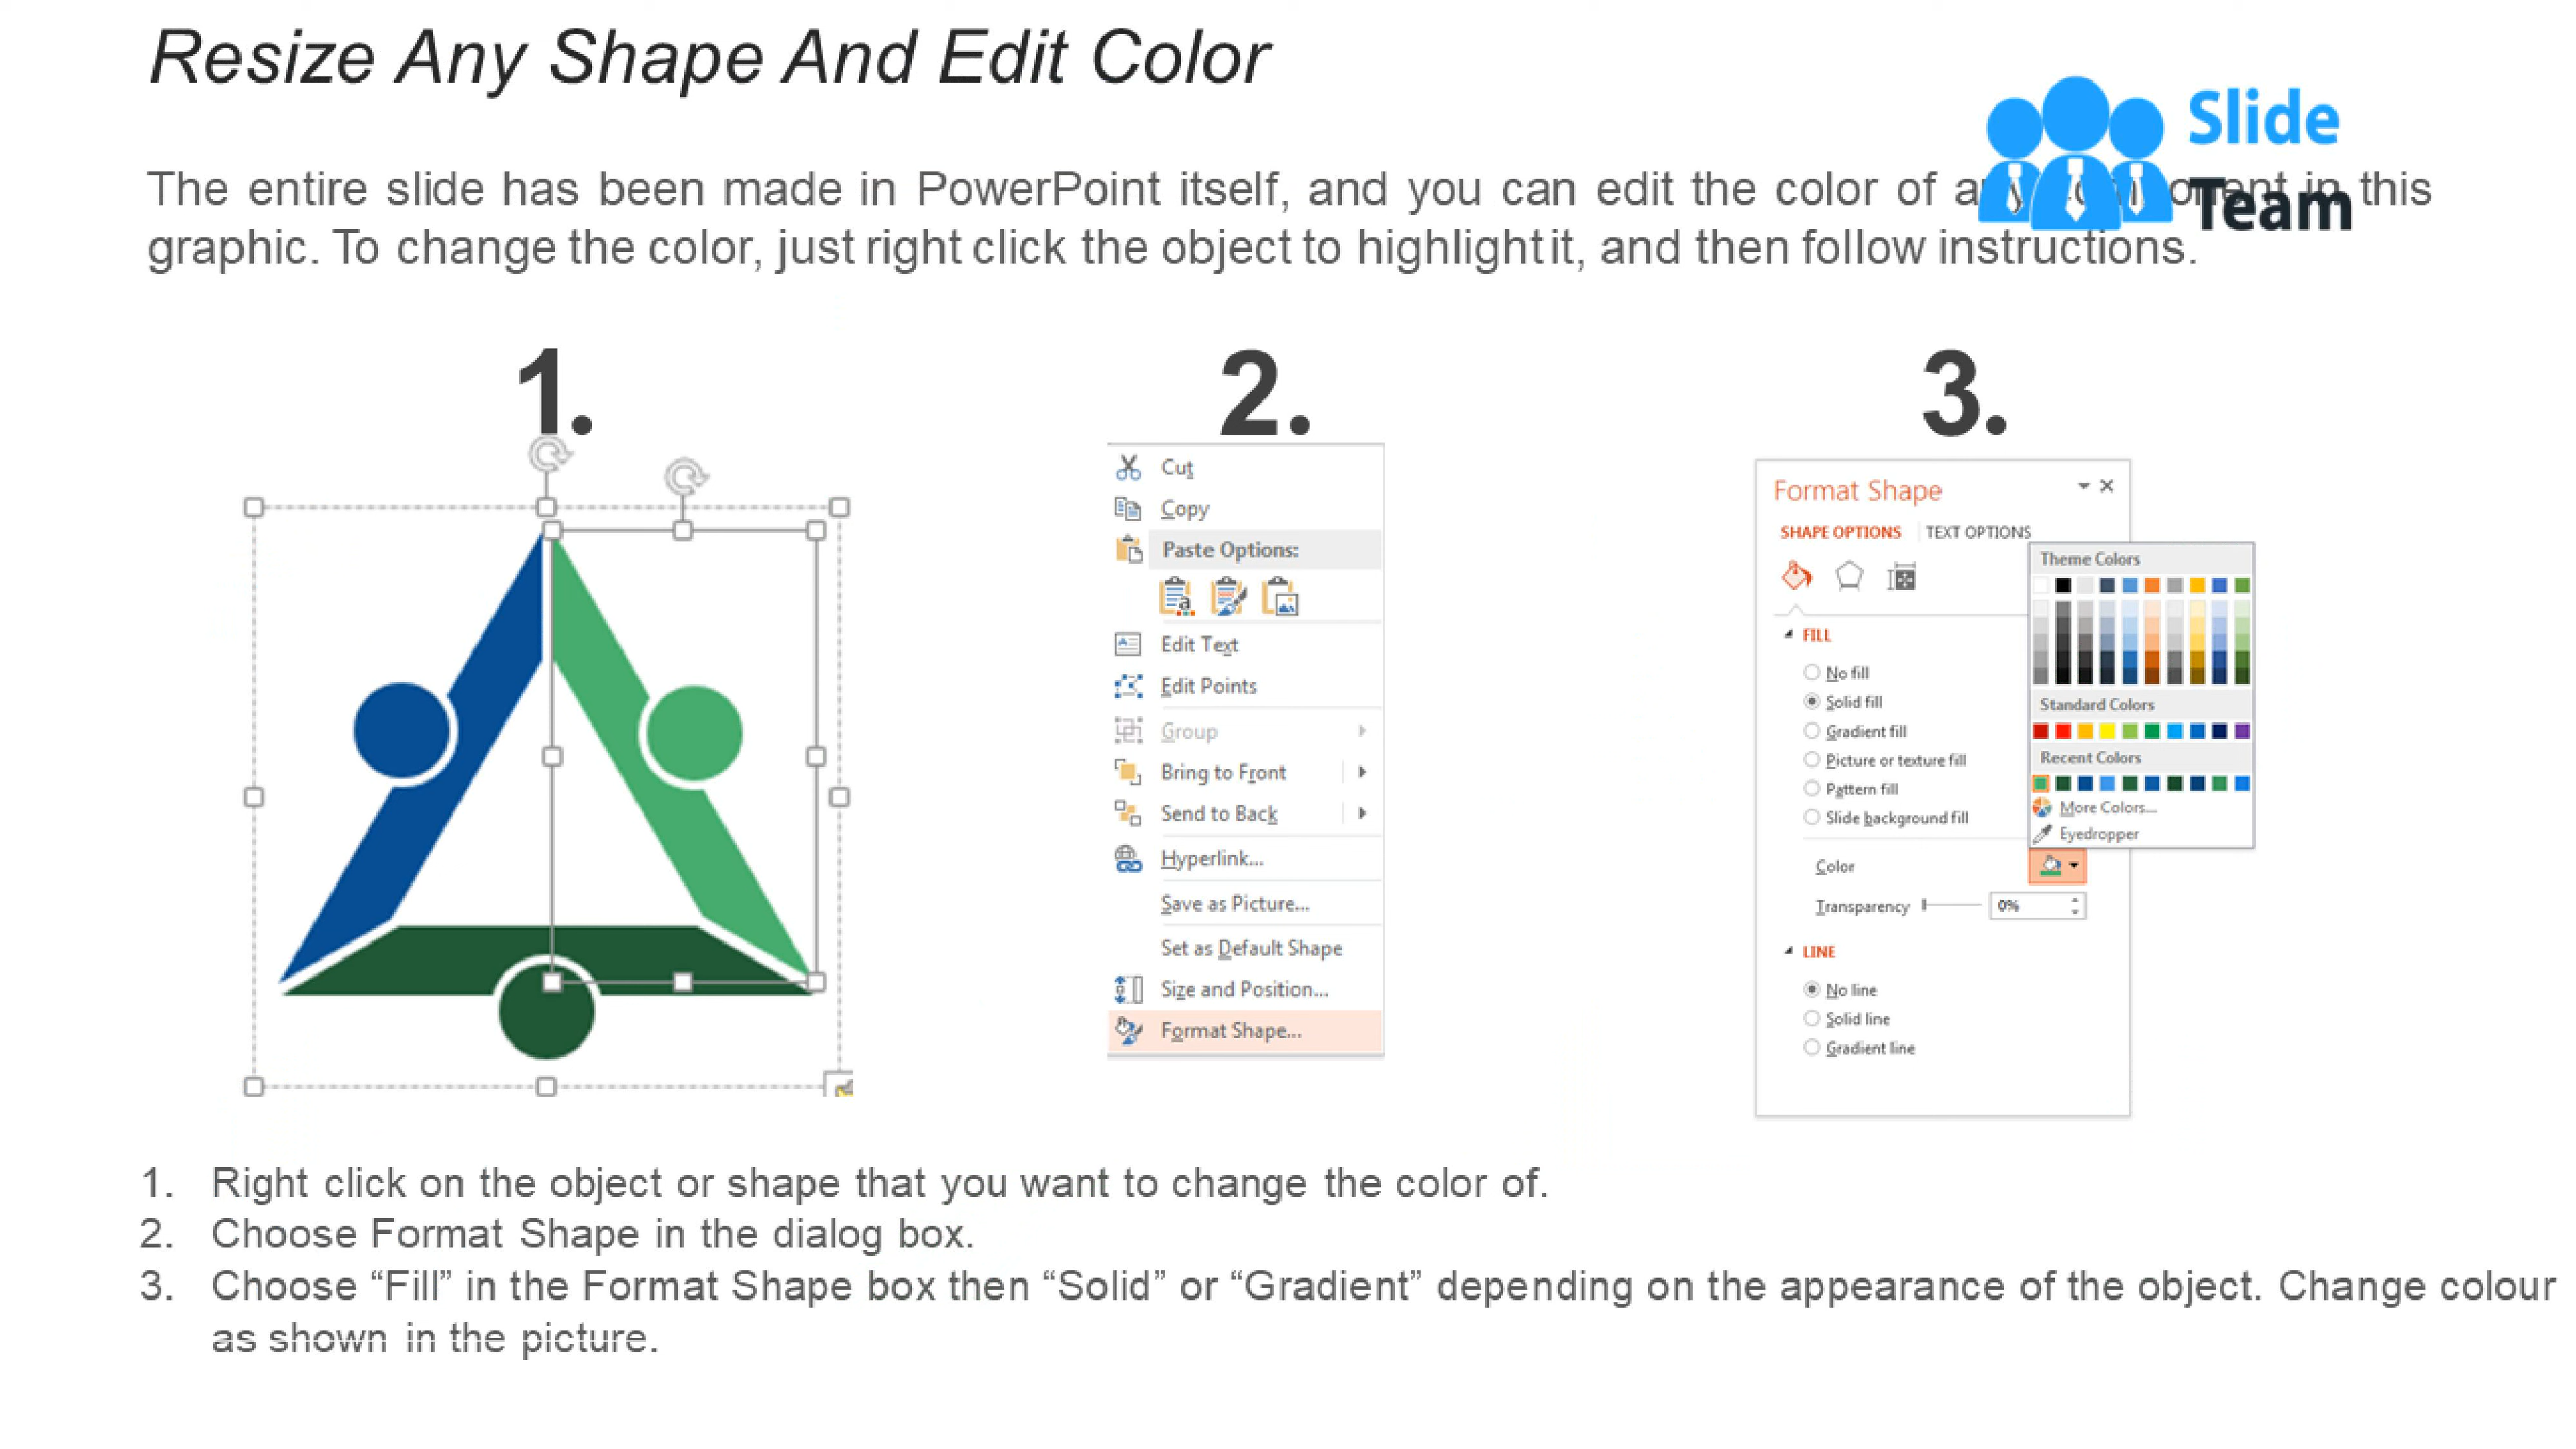 Resize Any Shape And Edit Color
Slide
Team
The entire slide has been made in PowerPoint itself, and you can edit the color of any component in this
graphic. To change the color, just right click the object to highlight it, and then follow instructions.
1.
2.
3.
Cut
Copy
Paste Options:
Edit Text
Edit Points
Group
Bring to Front
Send to Back
Hyperlink...
Save as Picture...
Set as Default Shape
Size and Position...
Format Shape...
Format Shape
SHAPE OPTIONS TEXT OPTIONS
Theme Colors
Standard Colors
Recent Colors
More Colors...
Eyedropper
FILL
No fill
Solid fill
Gradient fill
Picture or texture fill
Pattern fill
Slide background fill
Color
Transparency 0%
LINE
No line
Solid line
Gradient line
1. Right click on the object or shape that you want to change the color of.
2. Choose Format Shape in the dialog box.
3. Choose “Fill” in the Format Shape box then “Solid” or “Gradient” depending on the appearance of the object. Change colour
as shown in the picture.